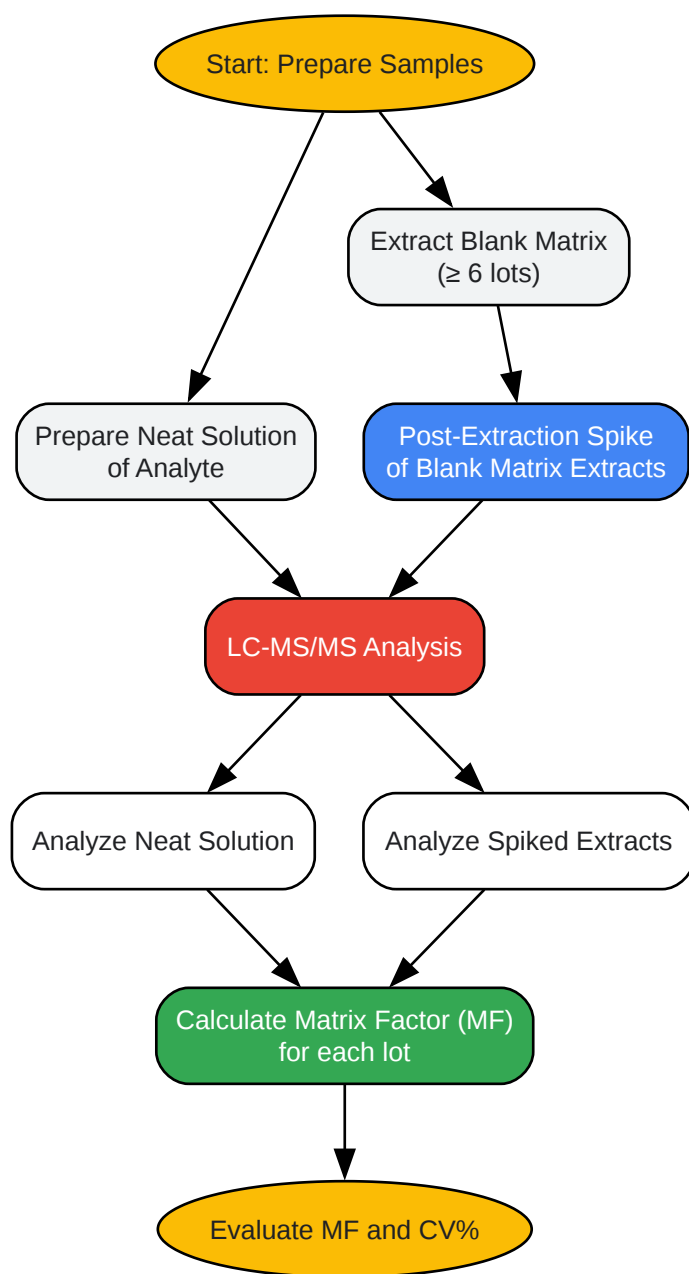 Start: Prepare Samples
Extract Blank Matrix
(≥ 6 lots)
Prepare Neat Solution
of Analyte
Post-Extraction Spike
of Blank Matrix Extracts
LC-MS/MS Analysis
Analyze Neat Solution
Analyze Spiked Extracts
Calculate Matrix Factor (MF)
for each lot
Evaluate MF and CV%